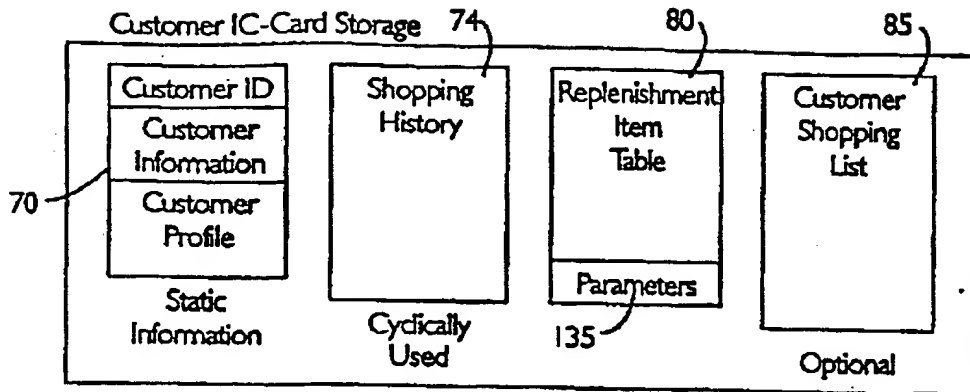 Customer IC-Card Storage
74
80
85
Customer ID
Customer
Information
Customer
Profile
70
Static
Information
Shopping
History
Cyclically
Used
Replenishment
Item
Table
Parameters
135
Customer
Shopping
List
Optional